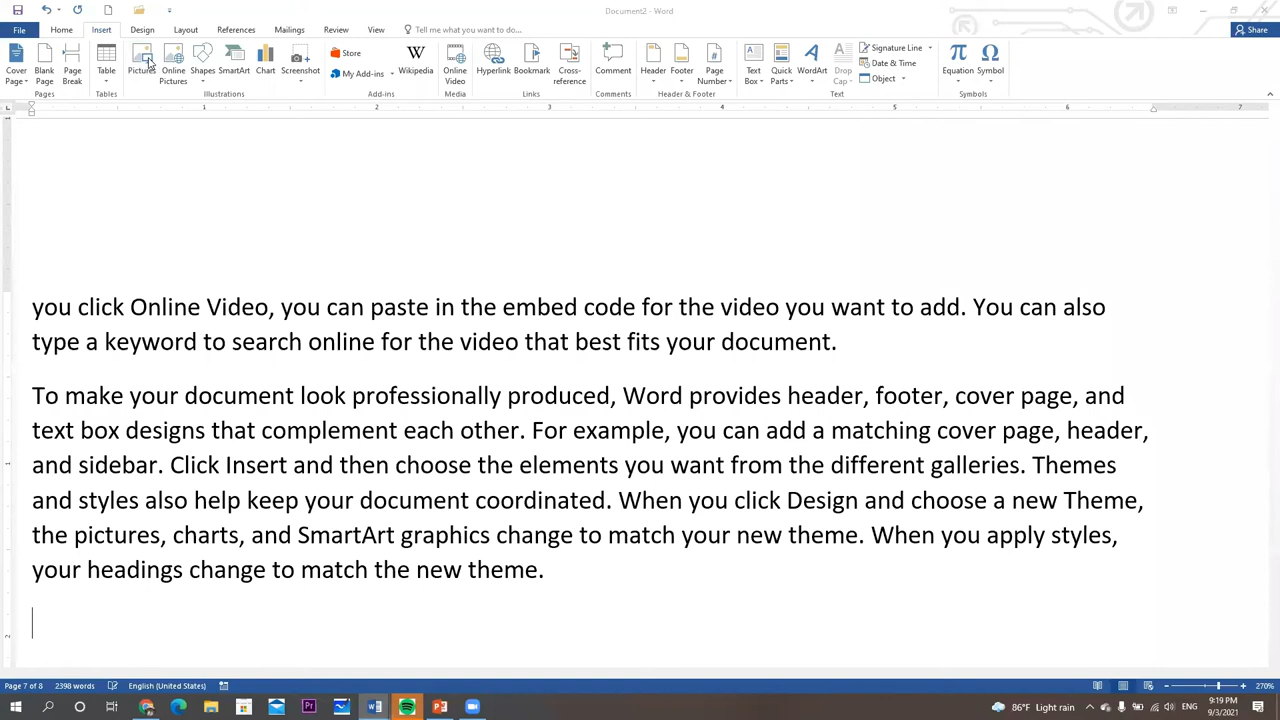 Document2 - Word
File Home Insert Design Layout References Mailings Review View Tell me what you want to do... Share
Cover Page Blank Page Page Break
Pages
Table
Tables
Pictures Online Pictures Shapes SmartArt Chart Screenshot
Illustrations
Store
My Add-ins
Wikipedia
Add-ins
Online Video
Media
Hyperlink Bookmark Cross-reference
Links
Comment
Comments
Header Footer Page Number
Header & Footer
Text Box Quick Parts WordArt Drop Cap
Signature Line
Date & Time
Object
Text
Equation Symbol
Symbols
1 2 3 4 5 6 7
you click Online Video, you can paste in the embed code for the video you want to add. You can also
type a keyword to search online for the video that best fits your document.
To make your document look professionally produced, Word provides header, footer, cover page, and
text box designs that complement each other. For example, you can add a matching cover page, header,
and sidebar. Click Insert and then choose the elements you want from the different galleries. Themes
and styles also help keep your document coordinated. When you click Design and choose a new Theme,
the pictures, charts, and SmartArt graphics change to match your new theme. When you apply styles,
your headings change to match the new theme.
Page 7 of 8 2398 words English (United States) 270%
86°F Light rain ENG 9:19 PM
9/3/2021